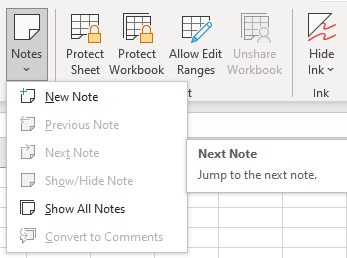 Notes
Protect
Sheet
Protect
Workbook
Allow Edit
Ranges
Unshare
Workbook
Hide
Ink
Ink
New Note
Previous Note
Next Note
Show/Hide Note
Show All Notes
Convert to Comments
Next Note
Jump to the next note.